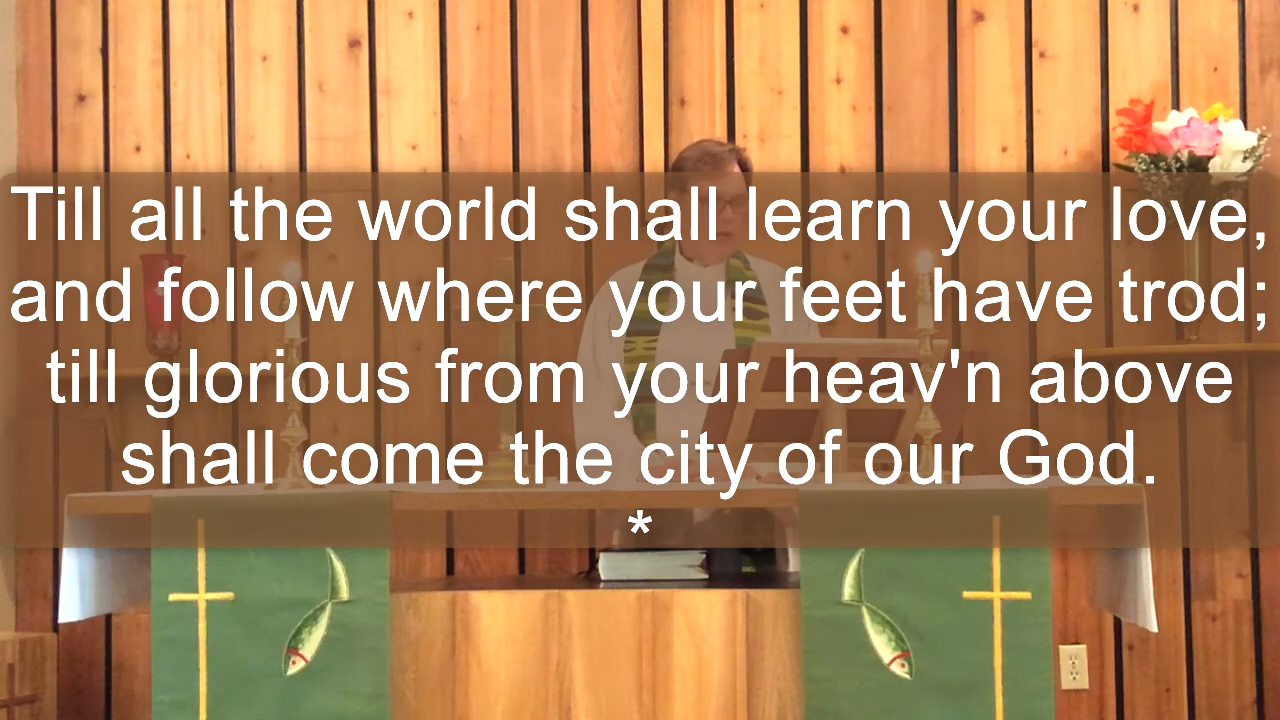 Till all the world shall learn your love,
and follow where your feet have trod;
till glorious from your heav'n above
shall come the city of our God.
*